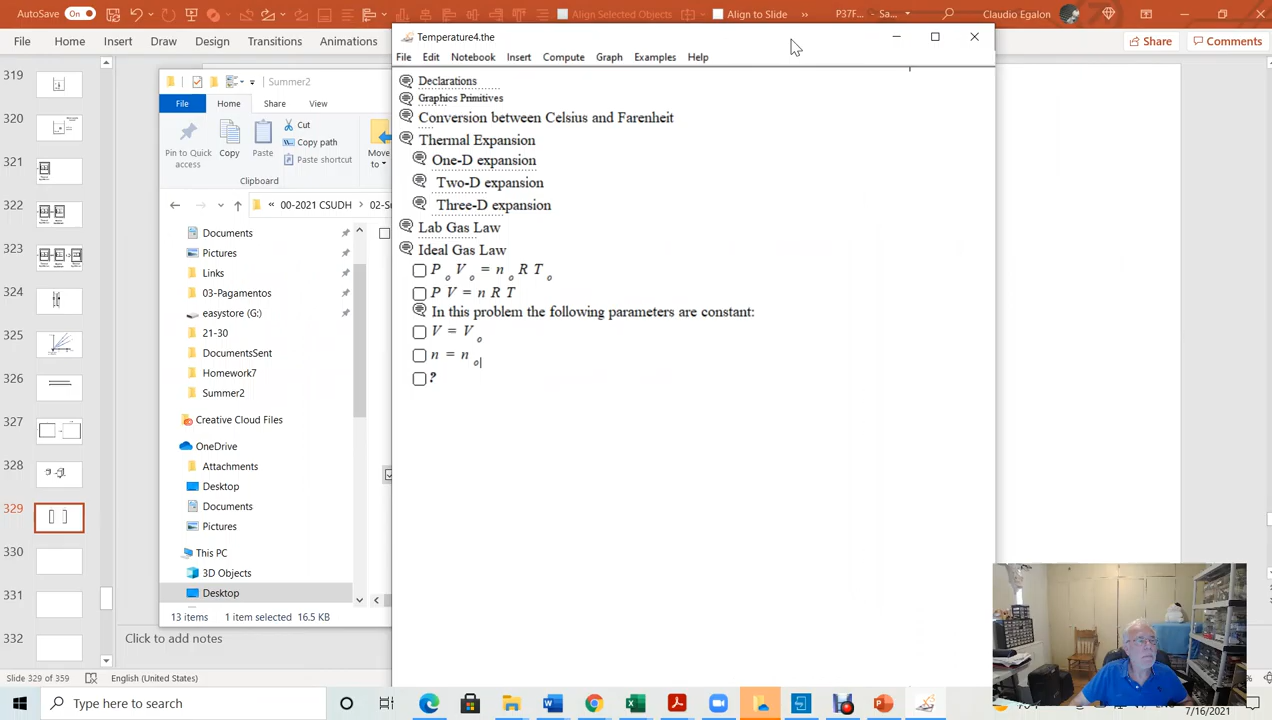 AutoSave On Align Selected Objects Align to Slide P37F... Claudio Egalon
File Home Insert Draw Design Transitions Share Comments
Temperature4.the
File Edit Notebook Insert Compute Graph Examples Help
Declarations
Graphics Primitives
Conversion between Celsius and Farenheit
Thermal Expansion
One-D expansion
Two-D expansion
Three-D expansion
Lab Gas Law
Ideal Gas Law
P o V o = n o R T o
P V = n R T
In this problem the following parameters are constant:
V = V o
n = n o
?
319
320
321
322
323
324
325
326
327
328
329
330
331
332
Summer2
File Home Share View
Pin to Quick access
Copy
Paste
Cut
Copy path
Paste shortcut
Move to
Clipboard
« 00-2021 CSUDH › 02-Su
Documents
Pictures
Links
03-Pagamentos
easystore (G:)
21-30
DocumentsSent
Homework7
Summer2
Creative Cloud Files
OneDrive
Attachments
Desktop
Documents
Pictures
This PC
3D Objects
Desktop
13 items 1 item selected 16.5 KB
Click to add notes
Slide 329 of 359 English (United States)
Type here to search
7/16/2021